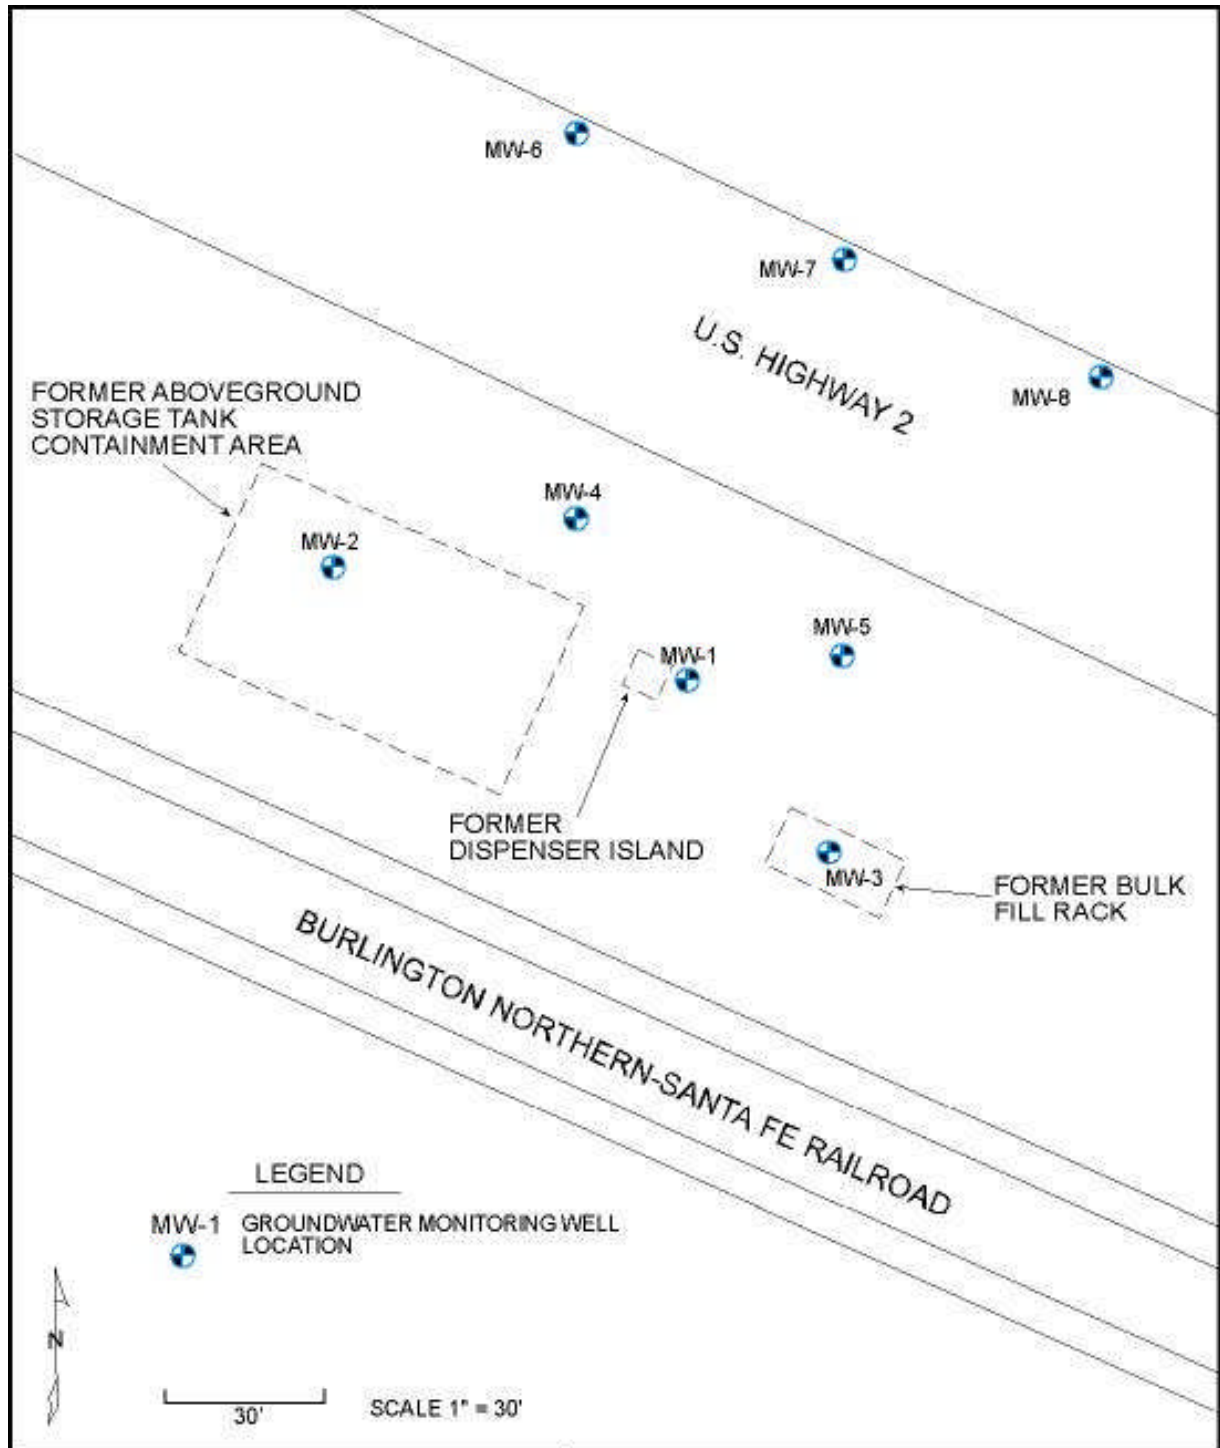 MW-6
MW-7
U.S. HIGHWAY 2
MW-8
FORMER ABOVEGROUND
STORAGE TANK
CONTAINMENT AREA
MW-4
MW-2
MW-5
MW-1
FORMER
DISPENSER ISLAND
MW-3
FORMER BULK
FILL RACK
BURLINGTON NORTHERN-SANTA FE RAILROAD
LEGEND
MW-1 GROUNDWATER MONITORING WELL
LOCATION
N
30'
SCALE 1" = 30'